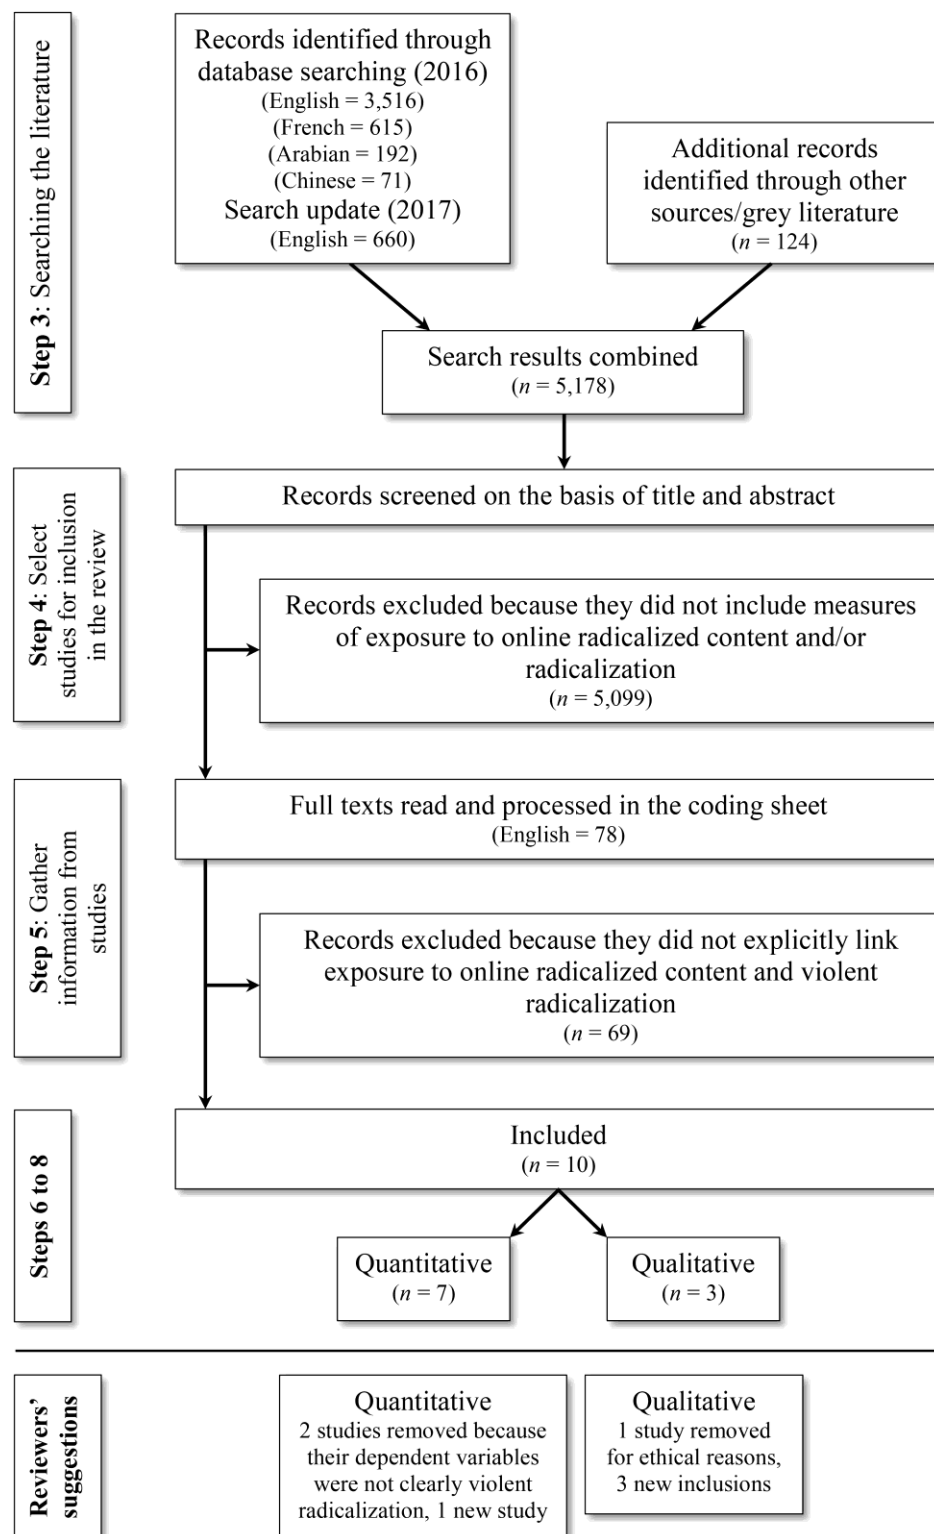 Step 3: Searching the literature
Records identified through
database searching (2016)
(English = 3,516)
(French = 615)
(Arabian = 192)
(Chinese = 71)
Search update (2017)
(English = 660)
Additional records
identified through other
sources/grey literature
(n = 124)
Search results combined
(n = 5,178)
Step 4: Select
studies for inclusion
in the review
Records screened on the basis of title and abstract
Records excluded because they did not include measures
of exposure to online radicalized content and/or
radicalization
(n = 5,099)
Step 5: Gather
information from
studies
Full texts read and processed in the coding sheet
(English = 78)
Records excluded because they did not explicitly link
exposure to online radicalized content and violent
radicalization
(n = 69)
Steps 6 to 8
Included
(n = 10)
Quantitative
(n = 7)
Qualitative
(n = 3)
Reviewers’
suggestions
Quantitative
2 studies removed because
their dependent variables
were not clearly violent
radicalization, 1 new study
Qualitative
1 study removed
for ethical reasons,
3 new inclusions